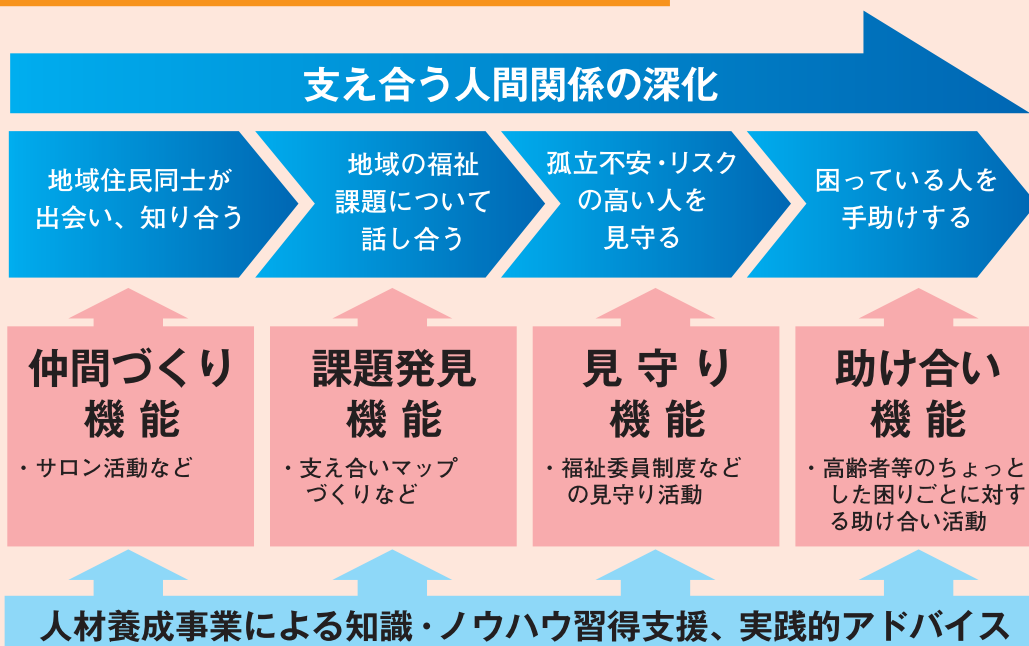 支え合う人間関係の深化
地域住民同士が
出会い、知り合う
地域の福祉
課題について
話し合う
孤立不安・リスク
の高い人を
見守る
困っている人を
手助けする
仲間づくり
機 能
・サロン活動など
課題発見
機 能
・支え合いマップ
づくりなど
見 守 り
機 能
・福祉委員制度など
の見守り活動
助け合い
機 能
・高齢者等のちょっと
した困りごとに対す
る助け合い活動
人材養成事業による知識・ノウハウ習得支援、実践的アドバイス